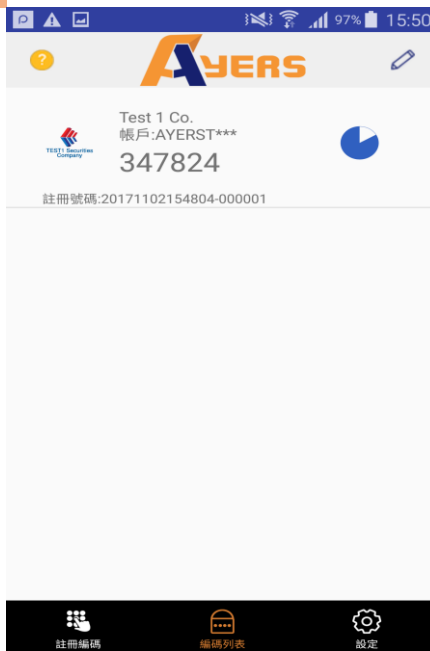 97% 15:50
?
AYERS
Test 1 Co.
帳戶:AYERST***
TEST1 Securities
Company
347824
註冊號碼:20171102154804-000001
註冊編碼
編碼列表
設定